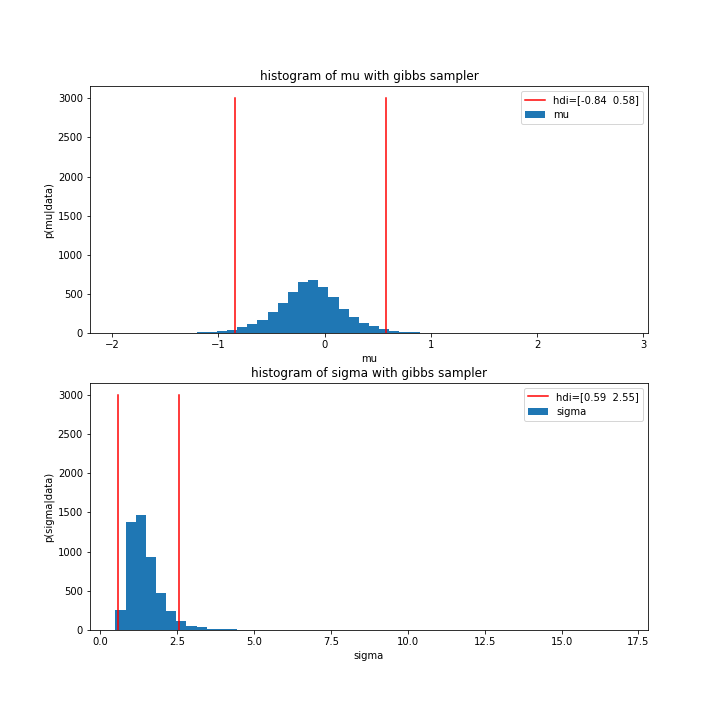 histogram of mu with gibbs sampler
3000
2500
2000
1500
1000
500
0
p(mu|data)
hdi=[-0.84  0.58]
mu
−2
−1
0
1
2
3
mu
histogram of sigma with gibbs sampler
3000
2500
2000
1500
1000
500
0
p(sigma|data)
hdi=[0.59  2.55]
sigma
0.0
2.5
5.0
7.5
10.0
12.5
15.0
17.5
sigma